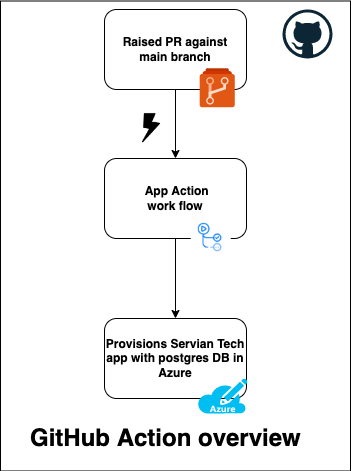 Raised PR against
main branch
App Action
work flow
Provisions Servian Tech
app with postgres DB in
Azure
Azure
GitHub Action overview